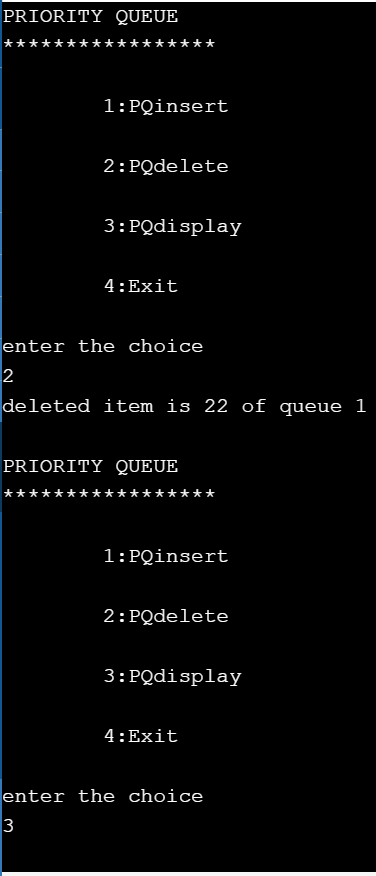 PRIORITY QUEUE
*****************
1:PQinsert
2:PQdelete
3:PQdisplay
4:Exit
enter the choice
2
deleted item is 22 of queue 1
PRIORITY QUEUE
*****************
1:PQinsert
2:PQdelete
3:PQdisplay
4:Exit
enter the choice
3